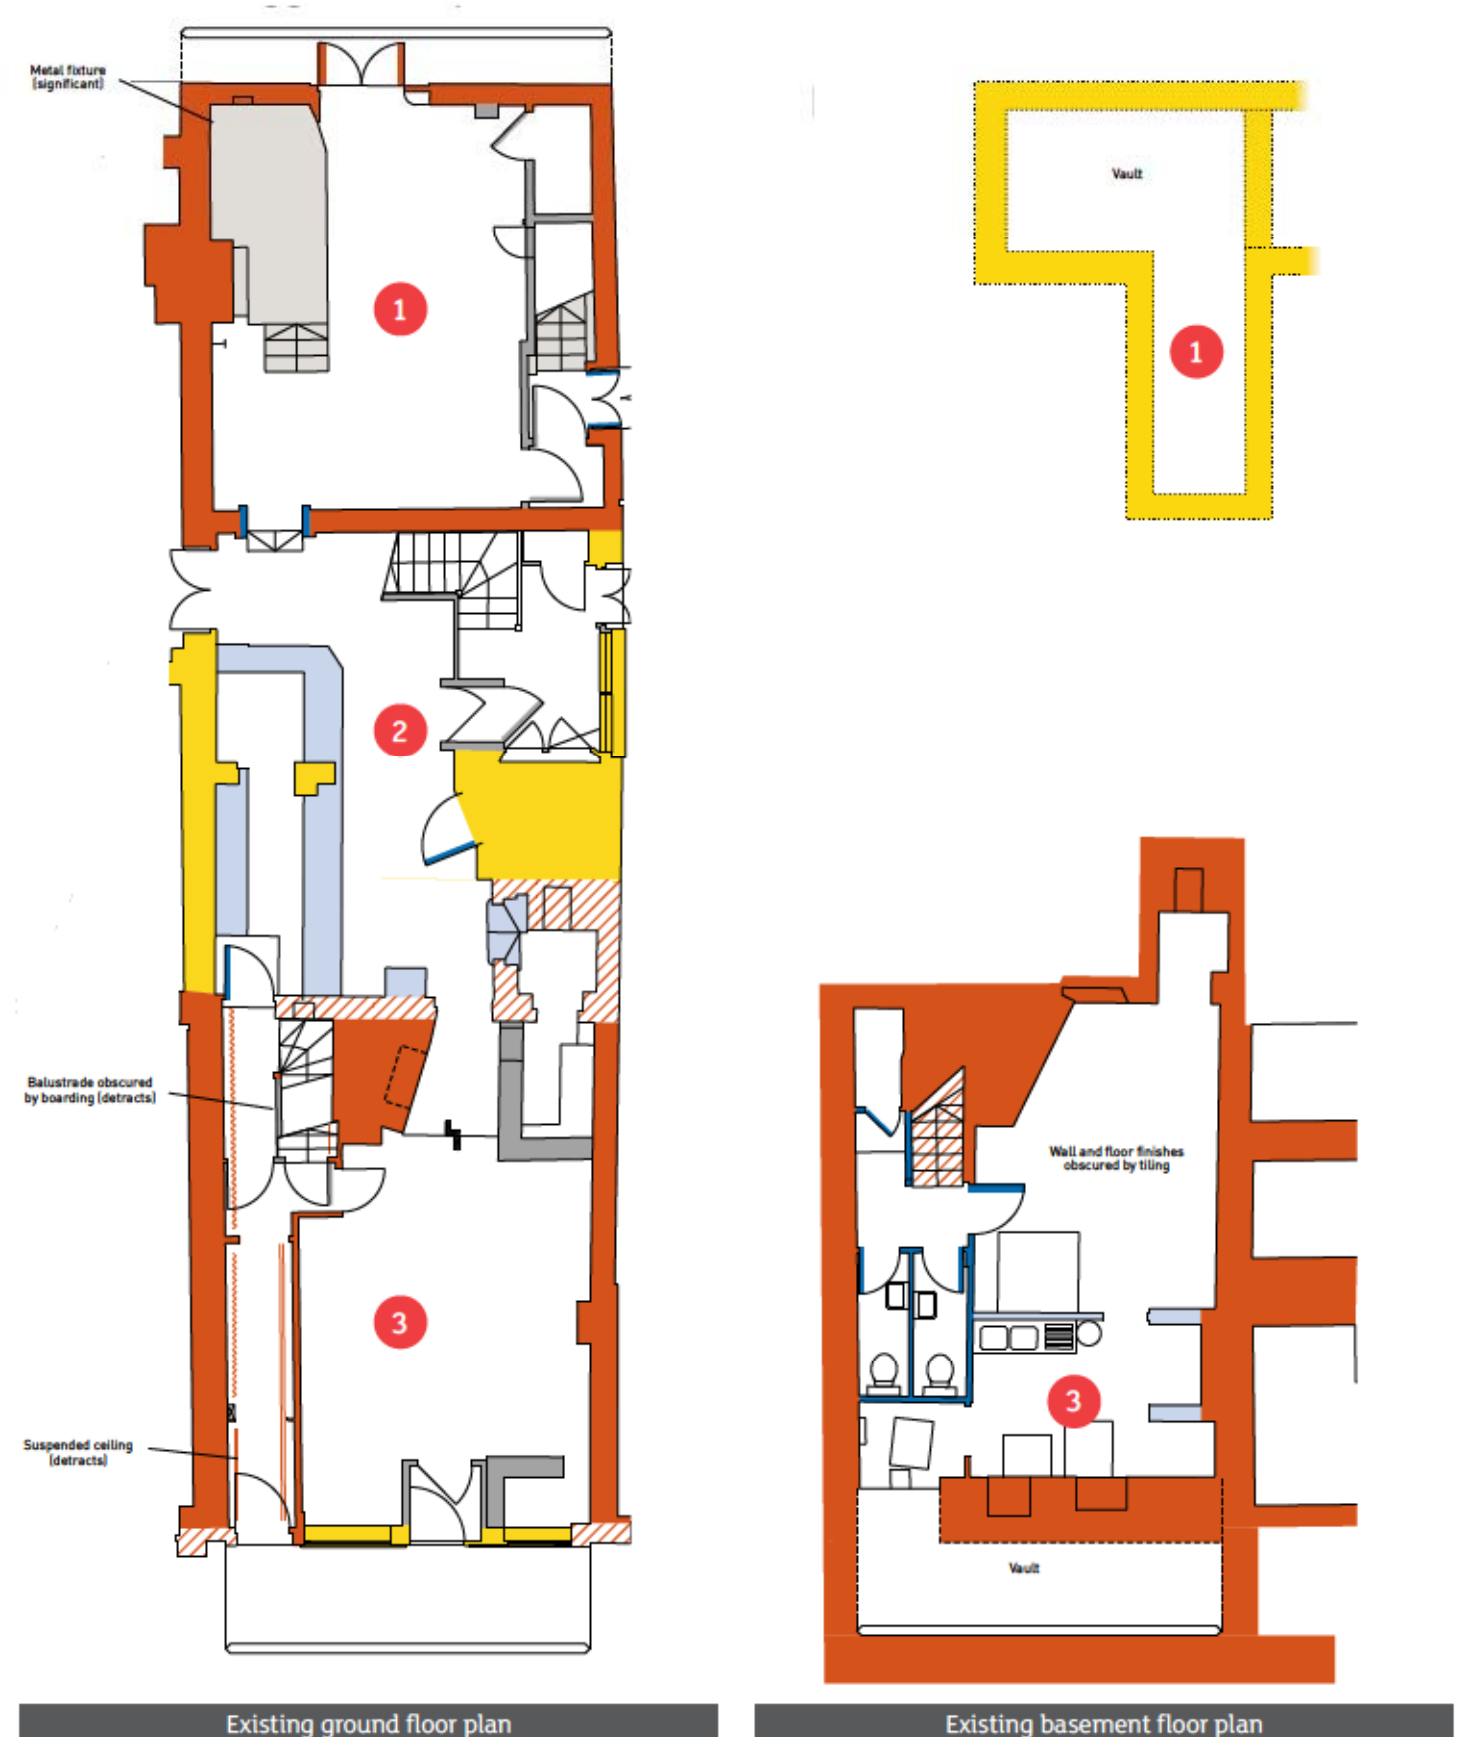 Metal fixture
(significant)
1
2
Balustrade obscured
by boarding (detracts)
3
Suspended ceiling
(detracts)
Existing ground floor plan
Vault
1
Wall and floor finishes
obscured by tiling
3
Vault
Existing basement floor plan